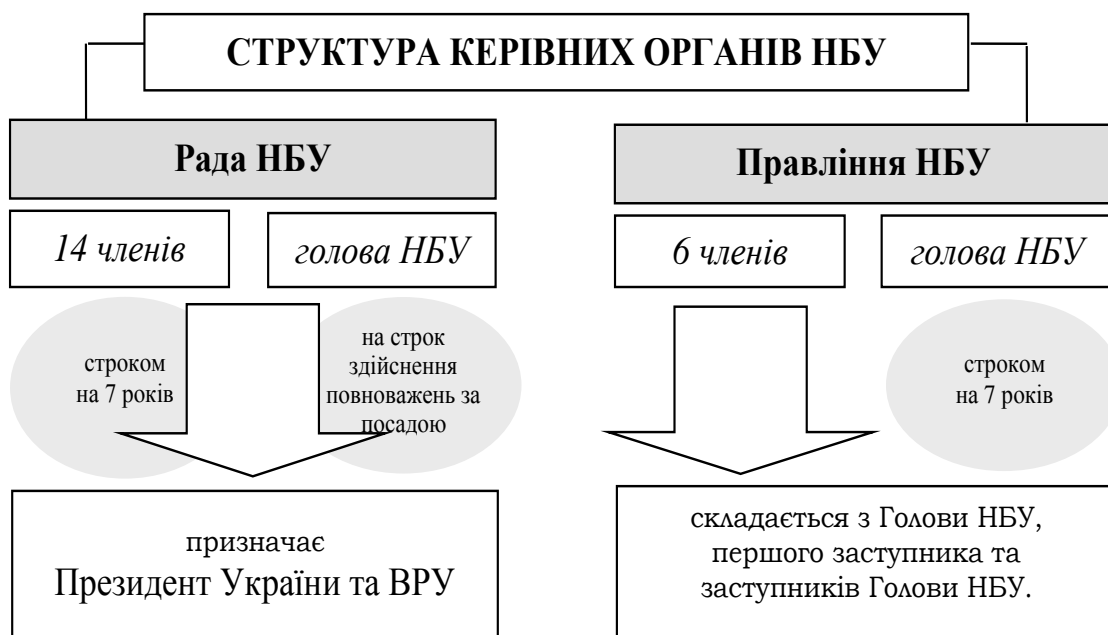 СТРУКТУРА КЕРІВНИХ ОРГАНІВ НБУ
Рада НБУ
14 членів
голова НБУ
строком
на 7 років
на строк
здійснення
повноважень за
посадою
призначає
Президент України та ВРУ
Правління НБУ
6 членів
голова НБУ
строком
на 7 років
складається з Голови НБУ,
першого заступника та
заступників Голови НБУ.